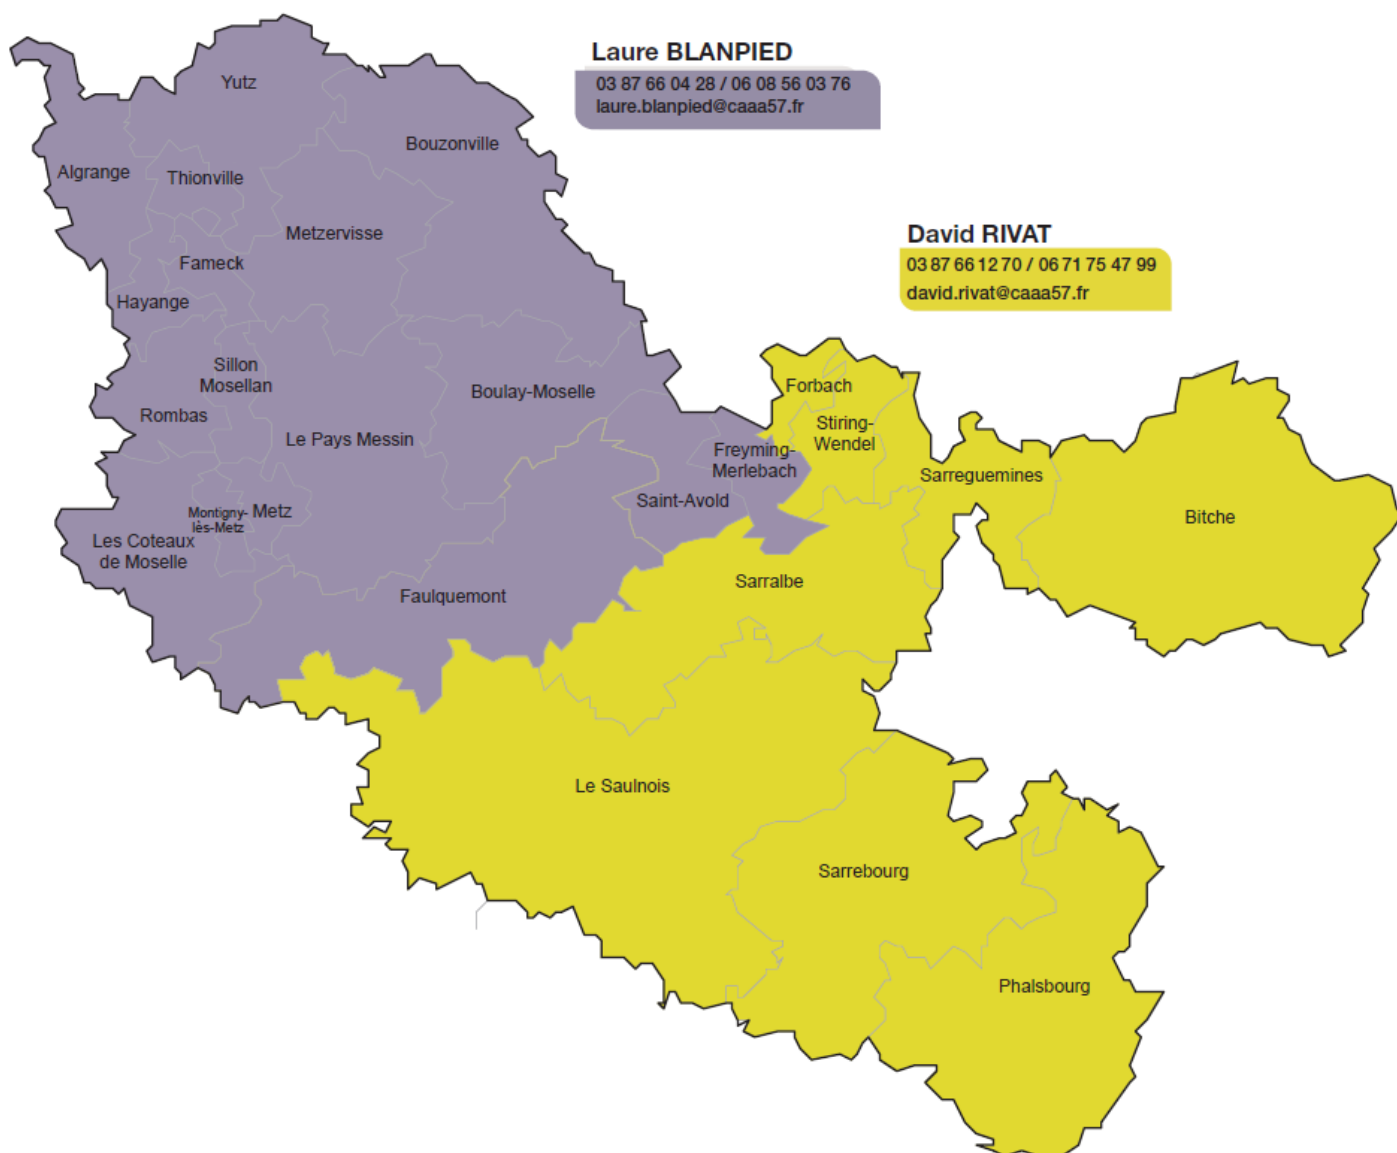 Laure BLANPIED
03 87 66 04 28 / 06 08 56 03 76
laure.blanpied@caaa57.fr
Yutz
Bouzonville
Algrange
Thionville
Metzervisse
David RIVAT
03 87 66 12 70 / 06 71 75 47 99
david.rivat@caaa57.fr
Fameck
Hayange
Sillon
Mosellan
Forbach
Boulay-Moselle
Rombas
Stiring-
Wendel
Le Pays Messin
Freyming-
Merlebach
Sarreguemines
Saint-Avold
Montigny-
lès-Metz
Metz
Bitche
Les Coteaux
de Moselle
Sarralbe
Faulquemont
Le Saulnois
Sarrebourg
Phalsbourg